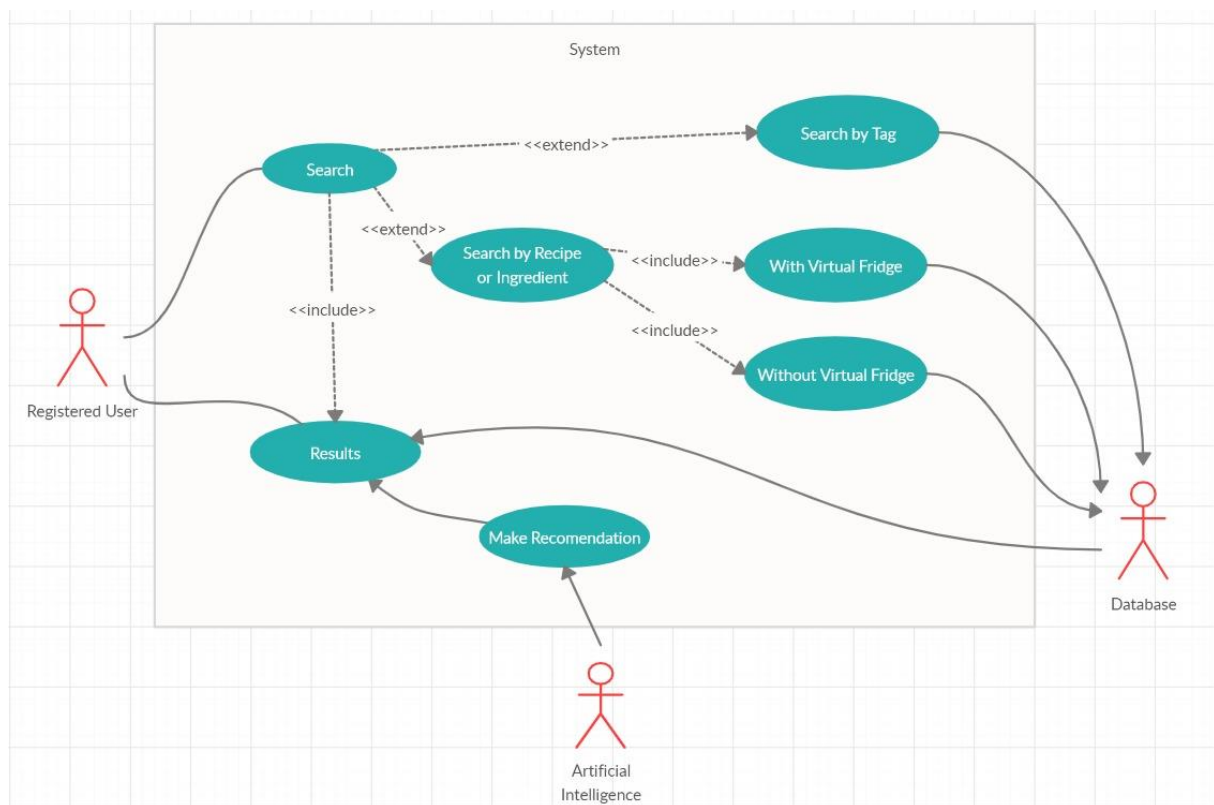 System
Search by Tag
<<extend>>
Search
<<extend>>
Search by Recipe
or Ingredient
<<include>>
With Virtual Fridge
<<include>>
<<include>>
Without Virtual Fridge
Registered User
Results
Make Recomendation
Database
Artificial
Intelligence